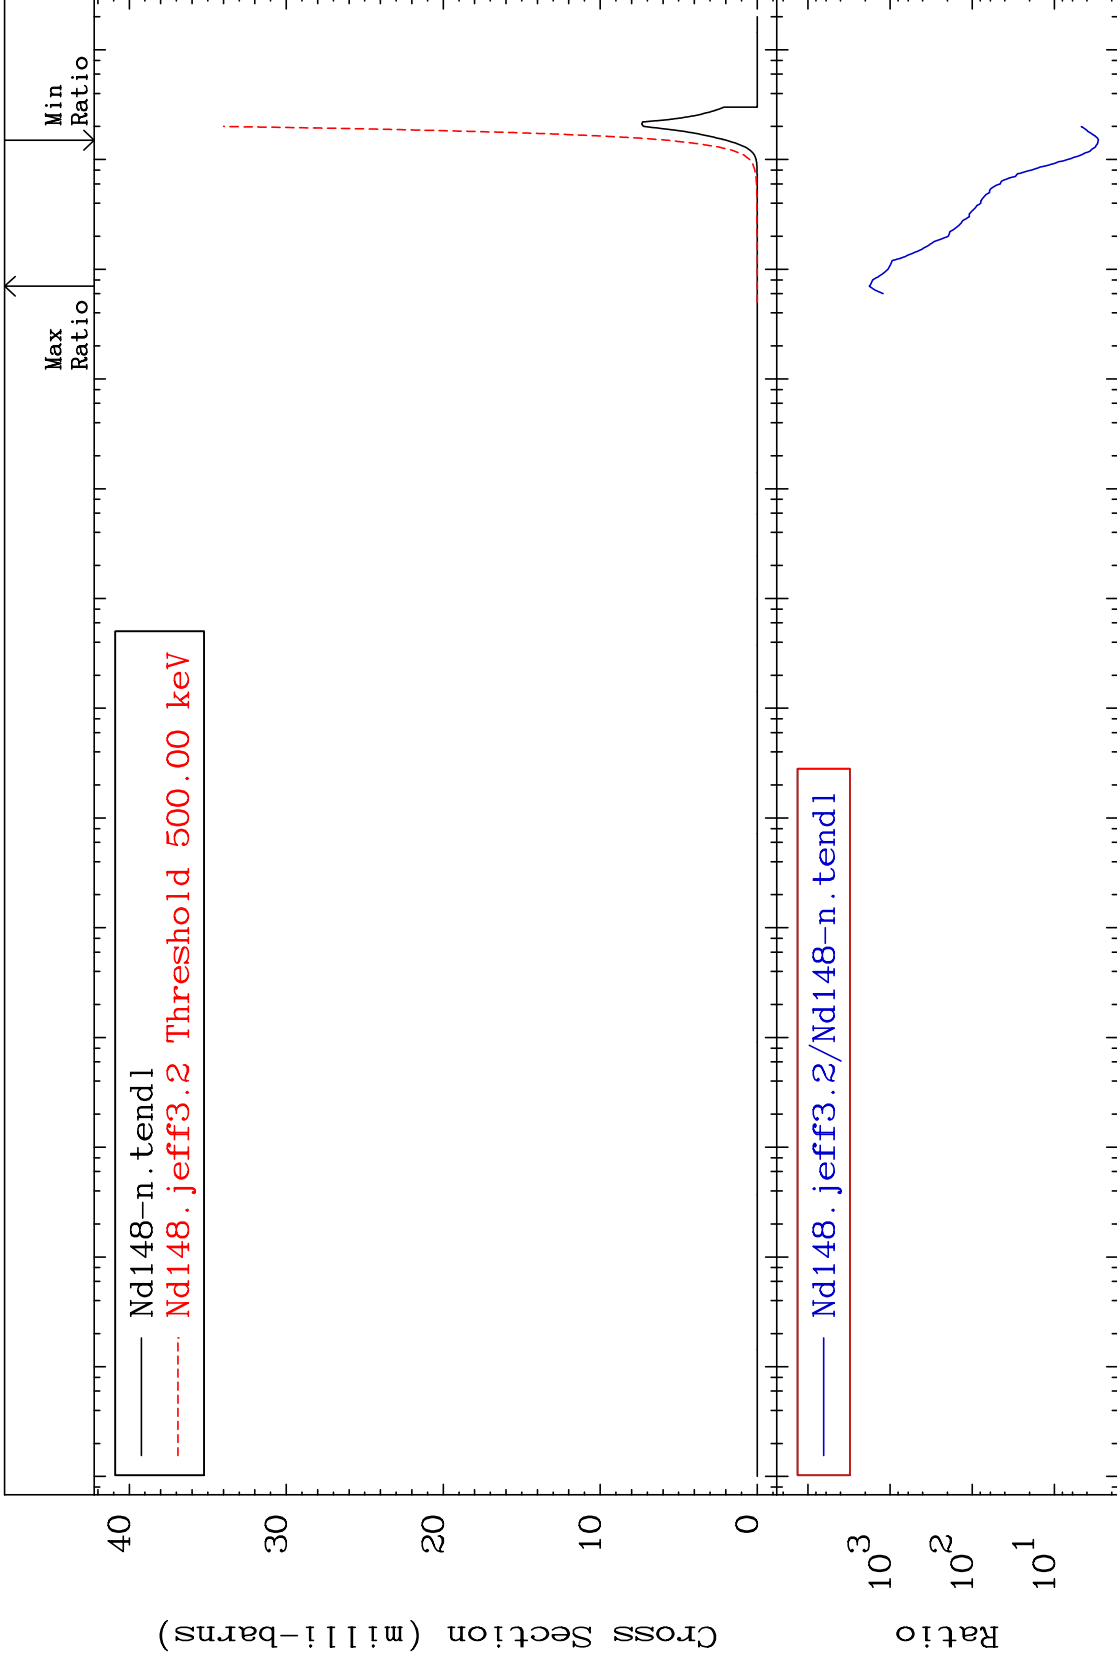 Max
Ratio
Min
Ratio
Nd148-n.tendl
Nd148.jeff3.2 Threshold 500.00 keV
40
30
20
10
0
Cross Section (milli-barns)
Nd148.jeff3.2/Nd148-n.tendl
10 3
10 2
10 1
Ratio